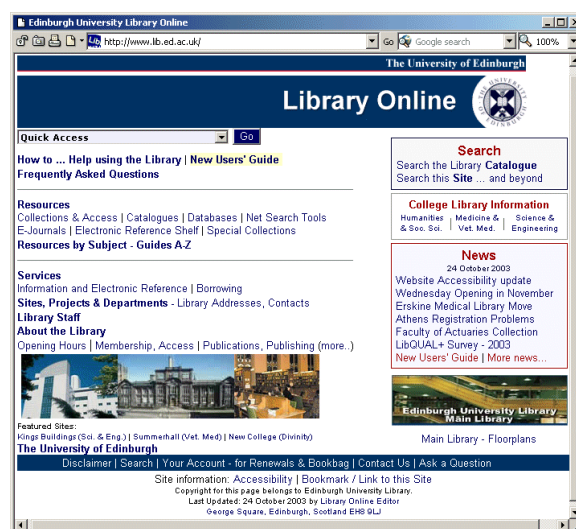 Edinburgh University Library Online
http://www.lib.ed.ac.uk/
Go
Google search
100%
The University of Edinburgh
Library Online
Quick Access
Go
How to ... Help using the Library | New Users' Guide
Frequently Asked Questions
Resources
Collections & Access | Catalogues | Databases | Net Search Tools
E-Journals | Electronic Reference Shelf | Special Collections
Resources by Subject - Guides A-Z
Services
Information and Electronic Reference | Borrowing
Sites, Projects & Departments - Library Addresses, Contacts
Library Staff
About the Library
Opening Hours | Membership, Access | Publications, Publishing (more..)
Featured Sites:
Kings Buildings (Sci. & Eng.) | Summerhall (Vet. Med) | New College (Divinity)
The University of Edinburgh
Search
Search the Library Catalogue
Search this Site ... and beyond
College Library Information
Humanities & Soc. Sci. | Medicine & Vet. Med. | Science & Engineering
News
24 October 2003
Website Accessibility update
Wednesday Opening in November
Erskine Medical Library Move
Athens Registration Problems
Faculty of Actuaries Collection
LibQUAL+ Survey - 2003
New Users' Guide | More news...
Edinburgh University Library
Main Library
Main Library - Floorplans
Disclaimer | Search | Your Account - for Renewals & Bookbag | Contact Us | Ask a Question
Site information: Accessibility | Bookmark / Link to this Site
Copyright for this page belongs to Edinburgh University Library.
Last Updated: 24 October 2003 by Library Online Editor
George Square, Edinburgh, Scotland EH8 9LJ